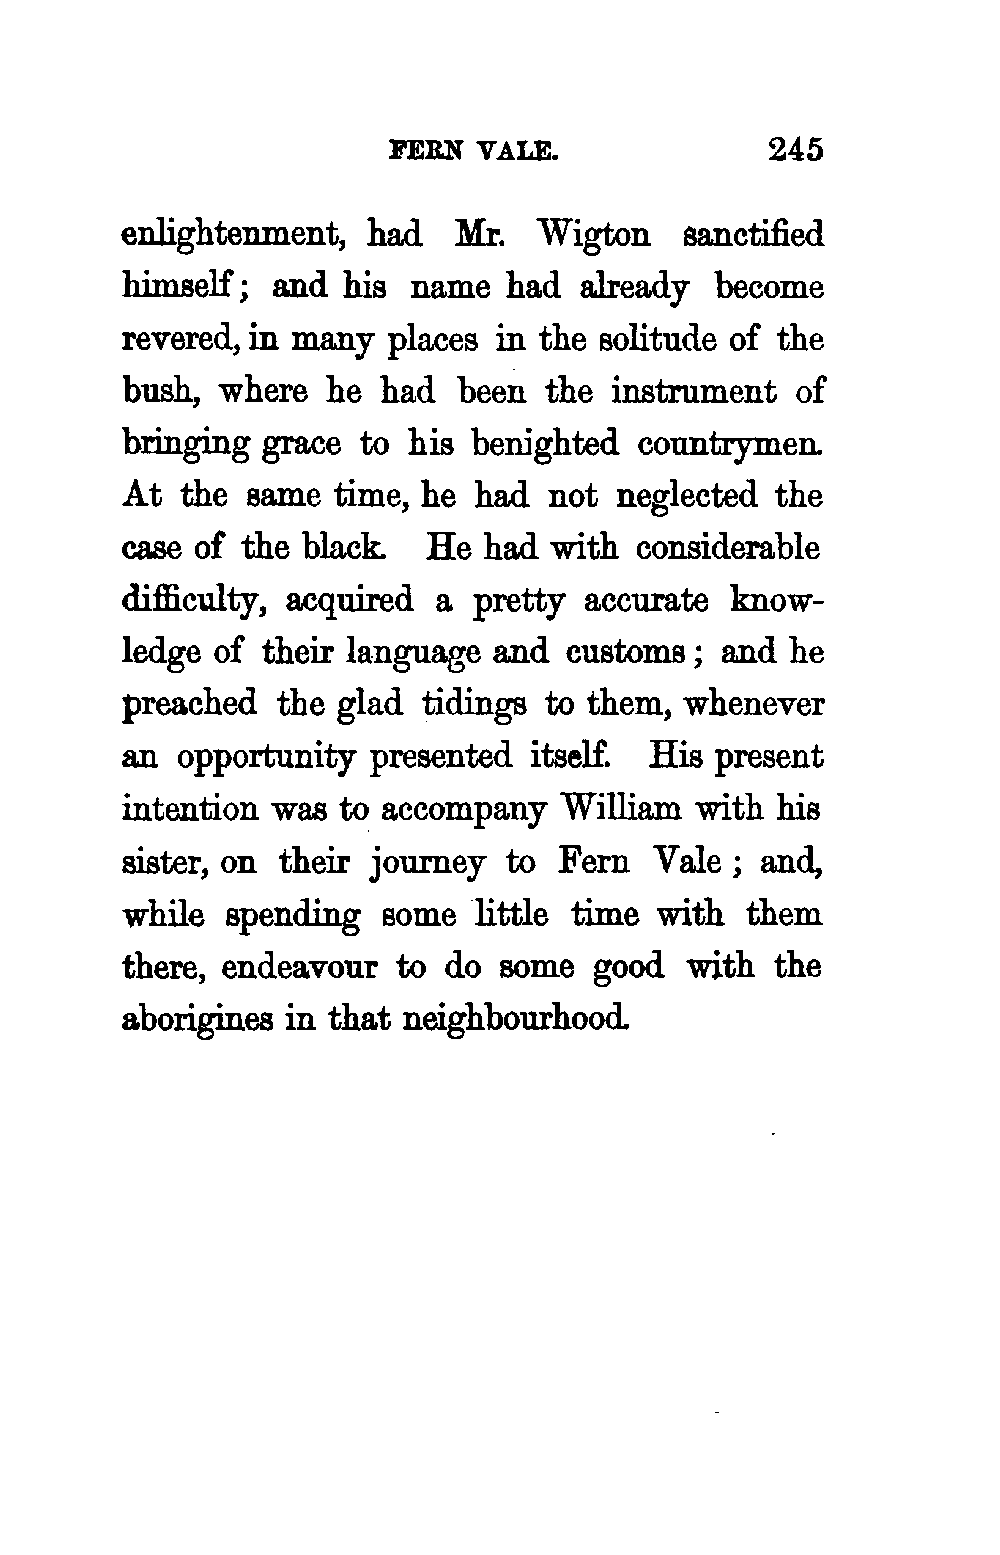 FERN VALE. 245
enlightenment, had Mr. Wigton sanctified
himself; and his name had already become
revered, in many places in the solitude of the
bush, where he had been the instrument of
bringing grace to his benighted countrymen.
At the same time, he had not neglected the
case of the black. He had with considerable
difficulty, acquired a pretty accurate know-
ledge of their language and customs; and he
preached the glad tidings to them, whenever
an opportunity presented itself. His present
intention was to accompany William with his
sister, on their journey to Fern Vale; and,
while spending some little time with them
there, endeavour to do some good with the
aborigines in that neighbourhood.